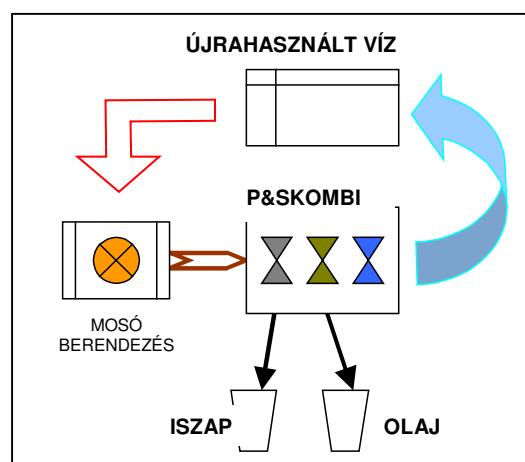 ÚJRAHASZNÁLT VÍZ
P&SKOMBI
MOSÓ
BERENDEZÉS
ISZAP
OLAJ